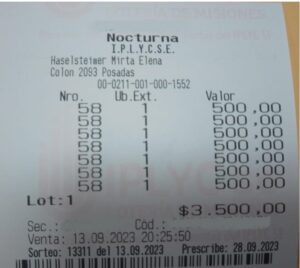 Nocturna
I.P.L.Y.C.S.E.
Haselsteimer Mirta Elena
Colon 2093 Posadas
00-0211-001-000-1552
Nro. Ub.Ext. Valor
58 1 500,00
58 1 500,00
58 1 500,00
58 1 500,00
58 1 500,00
58 1 500,00
58 1 500,00
Lot:1
$3.500,00
Sec.: Cod.:
Venta: 13.09.2023 20:25:50
Sorteo: 13311 del 13.09.2023 Prescribe: 28.09.2023